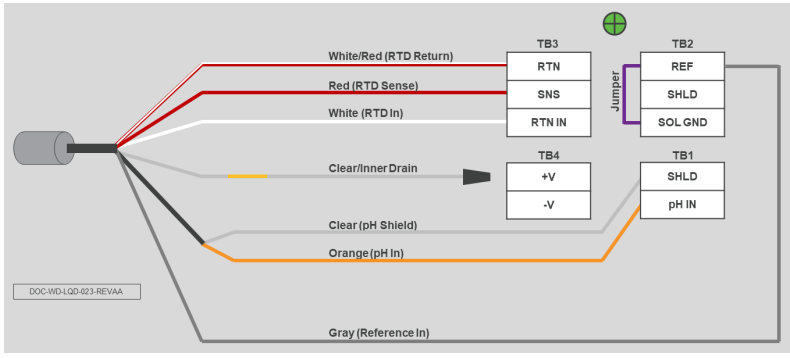 TB3
TB2
White/Red (RTD Return)
RTN
REF
Red (RTD Sense)
SNS
Jumper
SHLD
White (RTD In)
RTN IN
SOL GND
TB4
TB1
Clear/Inner Drain
+V
SHLD
-V
pH IN
Clear (pH Shield)
Orange (pH In)
DOC-WD-LQD-023-REVAA
Gray (Reference In)